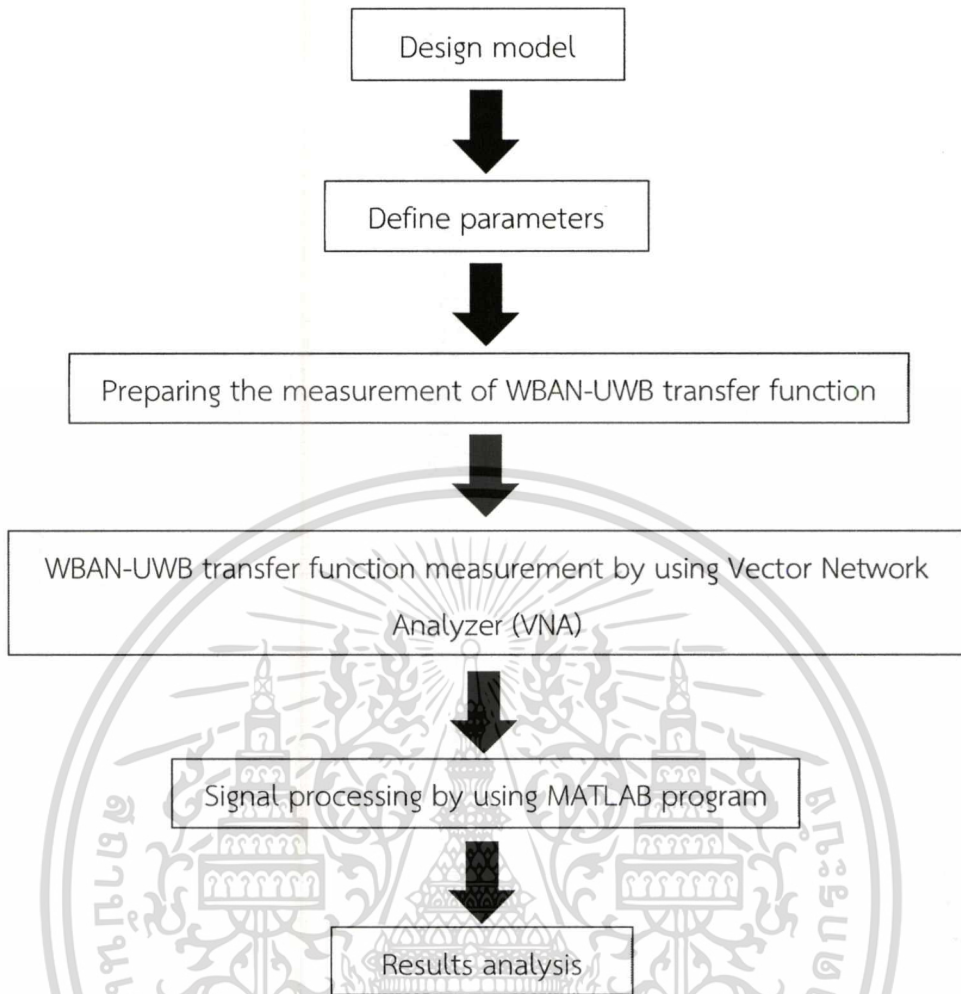 Design model
Define parameters
Preparing the measurement of WBAN-UWB transfer function
WBAN-UWB transfer function measurement by using Vector Network
Analyzer (VNA)
Signal processing by using MATLAB program
Results analysis